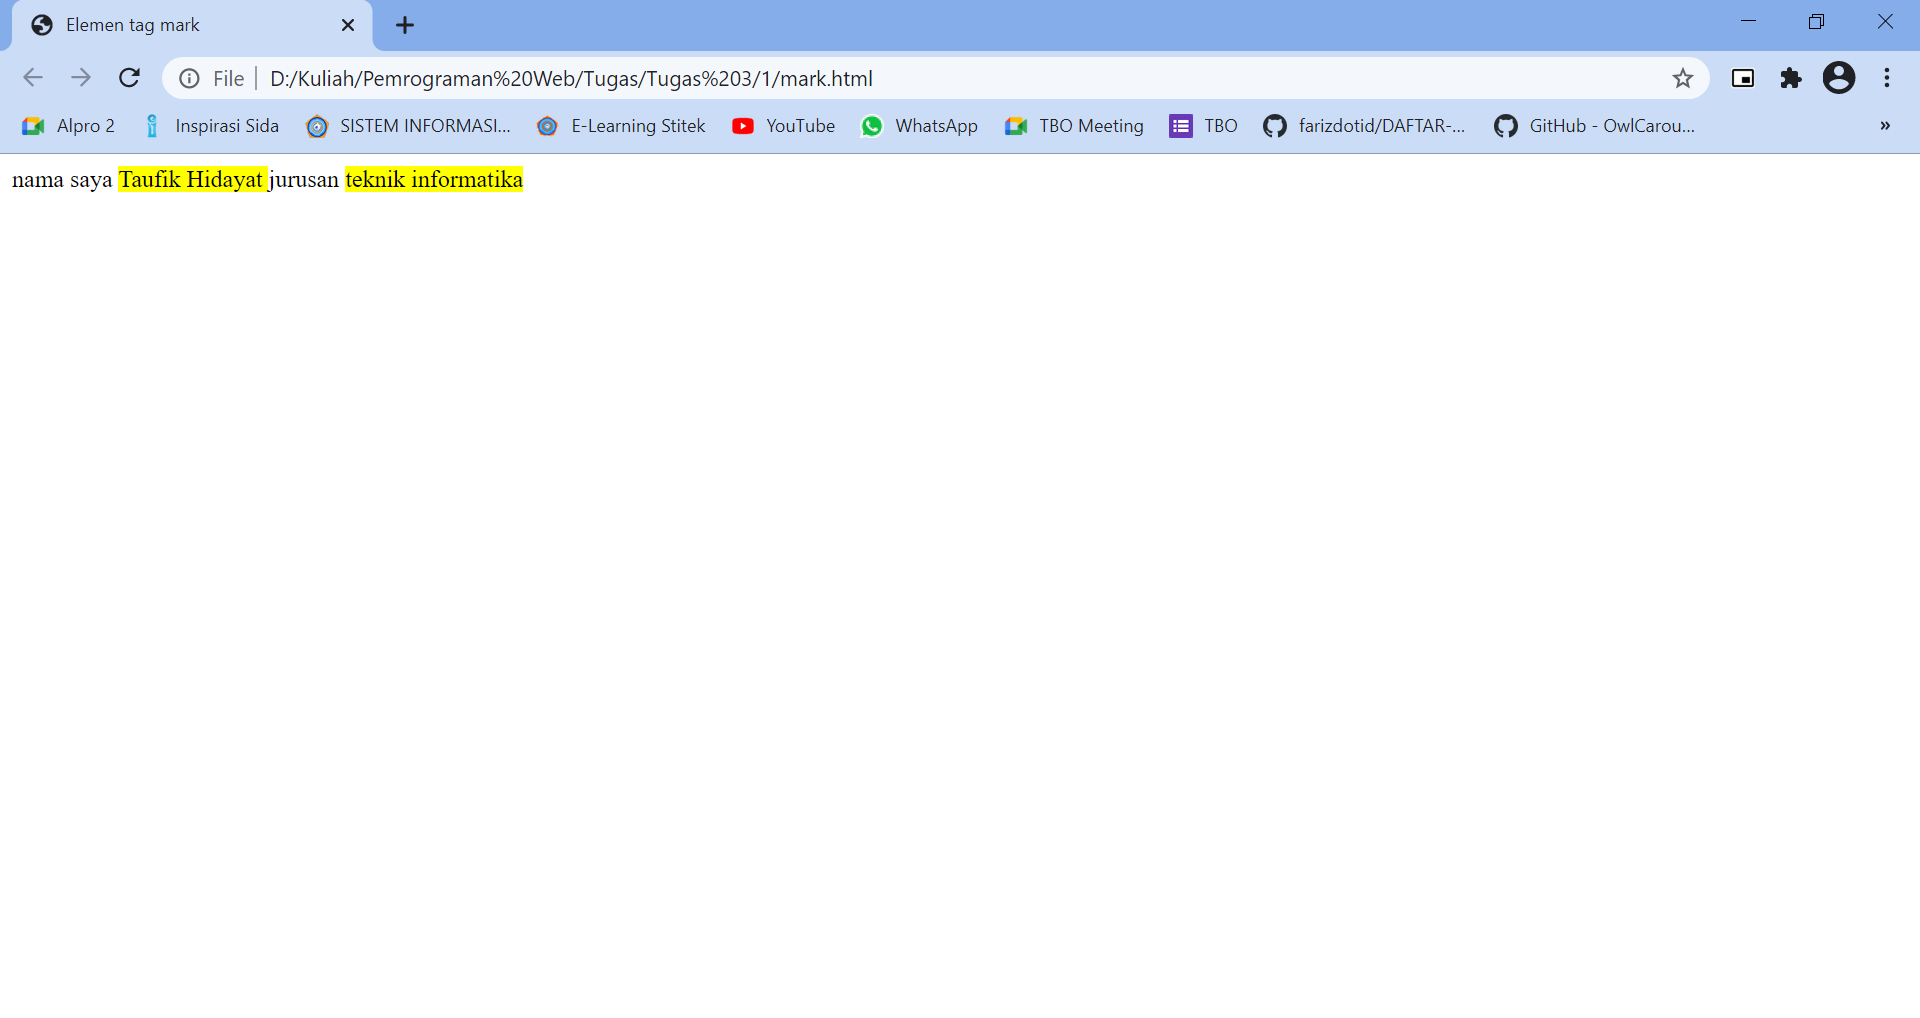 Elemen tag mark
File D:/Kuliah/Pemrograman%20Web/Tugas/Tugas%203/1/mark.html
Alpro 2 Inspirasi Sida SISTEM INFORMASI... E-Learning Stitek YouTube WhatsApp TBO Meeting TBO farizdotid/DAFTAR-... GitHub - OwlCarou... »
nama saya Taufik Hidayat jurusan teknik informatika